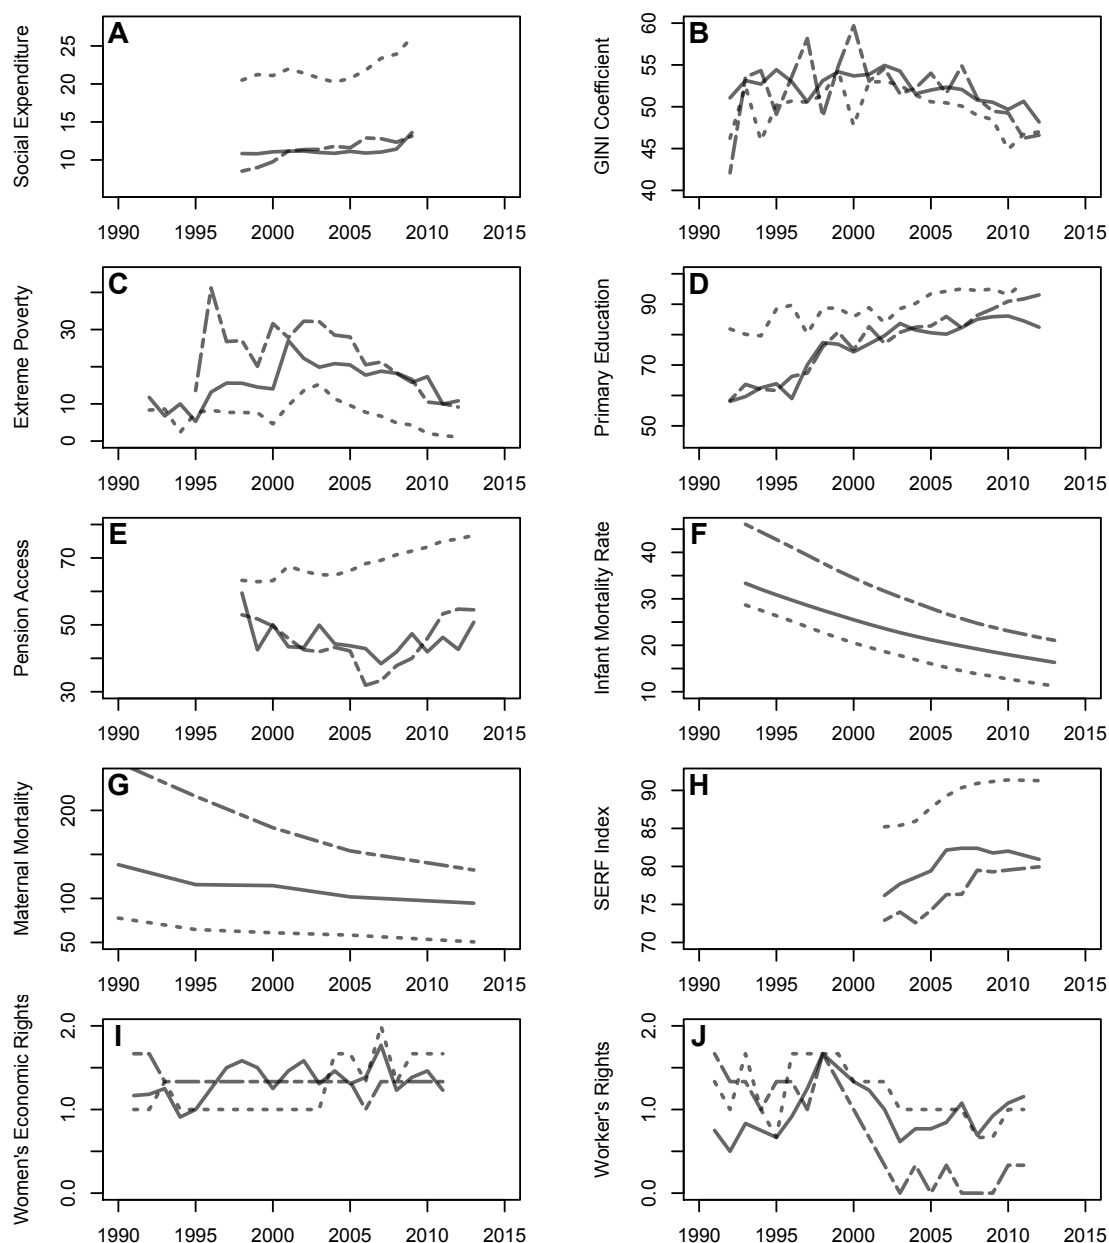 A
Social Expenditure
25
20
15
10
1990 1995 2000 2005 2010 2015
B
GINI Coefficient
60
55
50
45
40
1990 1995 2000 2005 2010 2015
C
Extreme Poverty
30
10
0
1990 1995 2000 2005 2010 2015
D
Primary Education
90
70
50
1990 1995 2000 2005 2010 2015
E
Pension Access
70
50
30
1990 1995 2000 2005 2010 2015
F
Infant Mortality Rate
40
30
20
10
1990 1995 2000 2005 2010 2015
G
Maternal Mortality
200
100
50
1990 1995 2000 2005 2010 2015
H
SERF Index
90
85
80
75
70
1990 1995 2000 2005 2010 2015
I
Women's Economic Rights
2.0
1.0
0.0
1990 1995 2000 2005 2010 2015
J
Worker's Rights
2.0
1.0
0.0
1990 1995 2000 2005 2010 2015